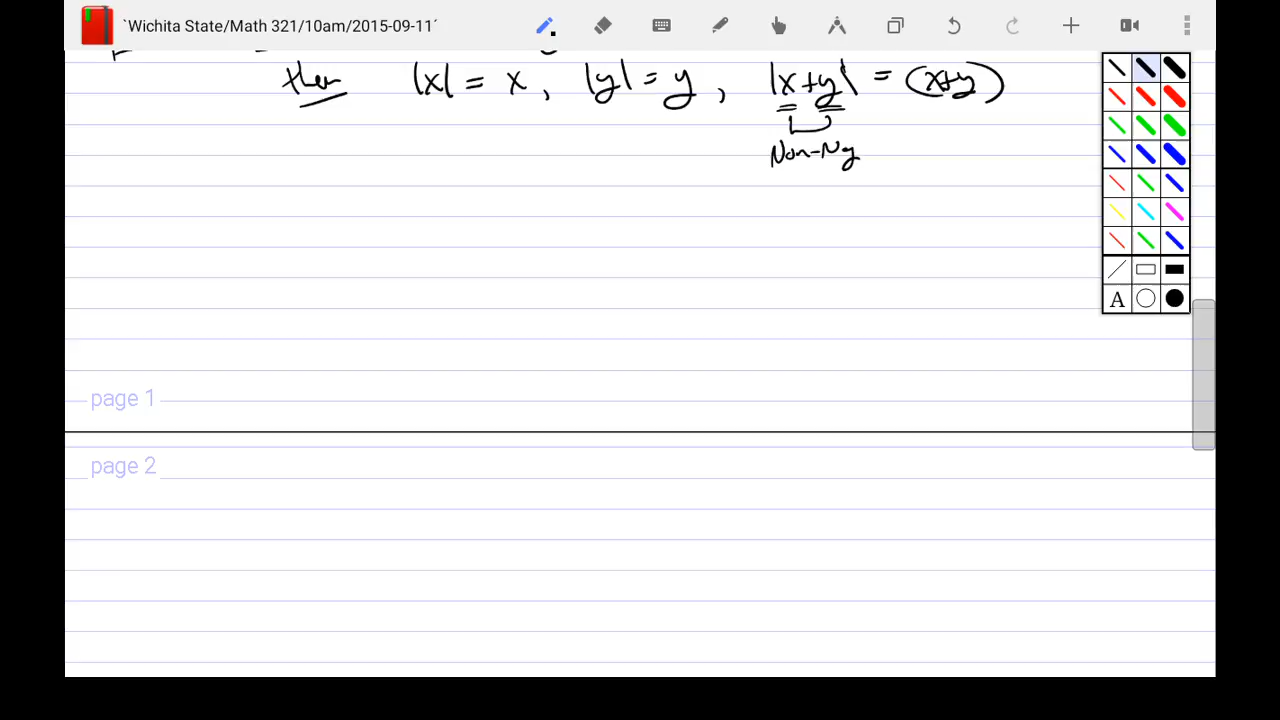 `Wichita State/Math 321/10am/2015-09-11´
then |x| = x, |y| = y, |x+y| = (x+y)
Non-Neg
A
page 1
page 2